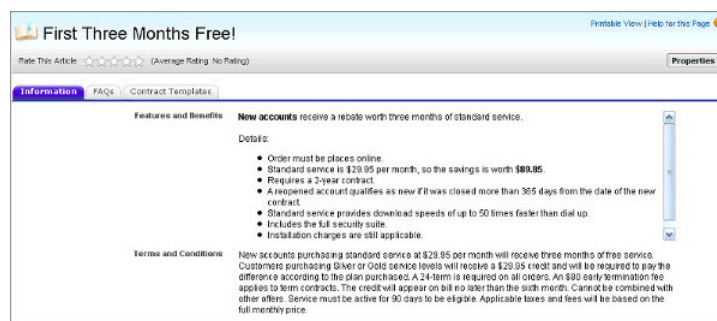 First Three Months Free!
Printable View | Help for this Page
Rate This Article (Average Rating: No Rating)
Properties
Information FAQs Contract Templates
Features and Benefits
New accounts receive a rebate worth three months of standard service.
Details:
Order must be places online.
Standard service is $29.95 per month, so the savings is worth $89.85.
Requires a 2-year contract.
A reopened account qualifies as new if it was closed more than 365 days from the date of the new
contract.
Standard service provides download speeds of up to 50 times faster than dial up.
Includes the full security suite.
Installation charges are still applicable.
Terms and Conditions
New accounts purchasing standard service at $29.95 per month will receive three months of free service.
Customers purchasing Silver or Gold service levels will receive a $29.95 credit and will be required to pay the
difference according to the plan purchased. A 24-term is required on all orders. An $80 early termination fee
applies to term contracts. The credit will appear on bill no later than the sixth month. Cannot be combined with
other offers. Service must be active for 90 days to be eligible. Applicable taxes and fees will be based on the
full monthly price.